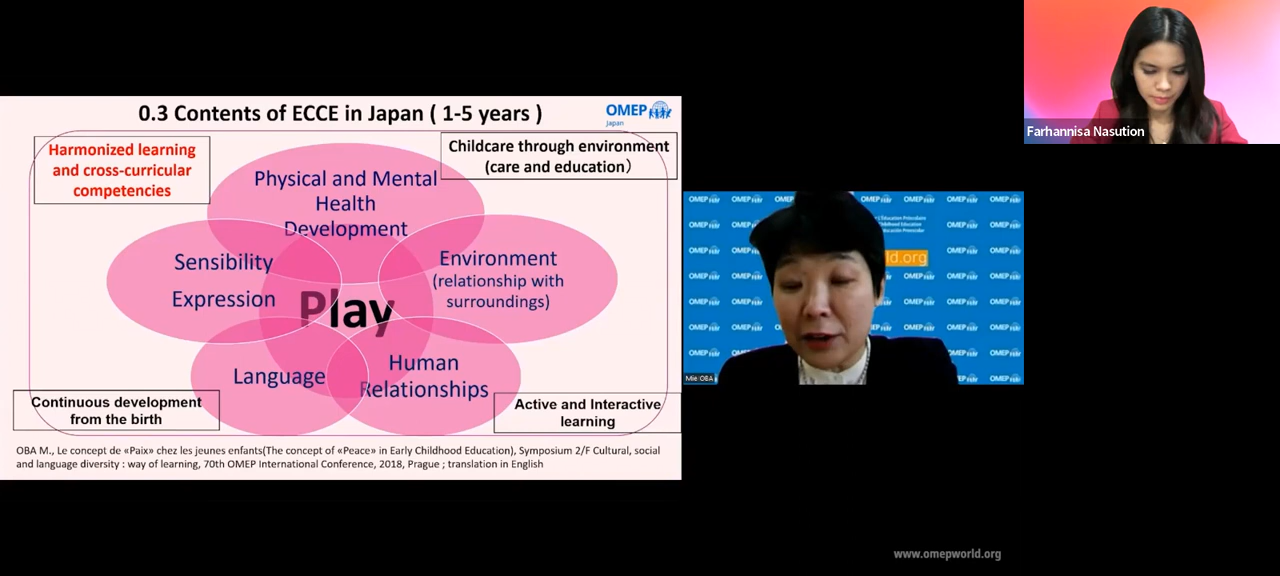 0.3 Contents of ECCE in Japan ( 1-5 years )
OMEP
Japan
Harmonized learning
and cross-curricular
competencies
Childcare through environment
(care and education）
Physical and Mental
Health
Development
Sensibility
Expression
Environment
(relationship with
surroundings)
Play
Language
Human
Relationships
Continuous development
from the birth
Active and Interactive
learning
OBA M., Le concept de «Paix» chez les jeunes enfants(The concept of «Peace» in Early Childhood Education), Symposium 2/F Cultural, social
and language diversity : way of learning, 70th OMEP International Conference, 2018, Prague ; translation in English
Farhannisa Nasution
ld.org
Mie OBA
www.omepworld.org